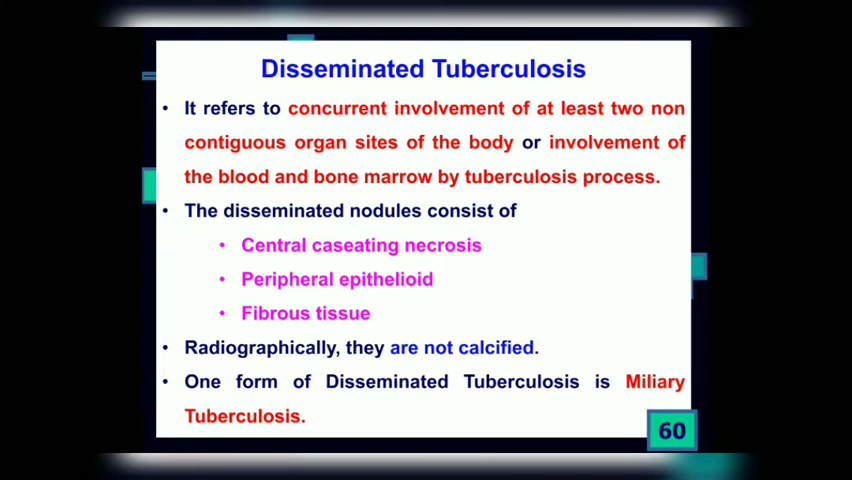 Disseminated Tuberculosis
• It refers to concurrent involvement of at least two non
contiguous organ sites of the body or involvement of
the blood and bone marrow by tuberculosis process.
• The disseminated nodules consist of
• Central caseating necrosis
• Peripheral epithelioid
• Fibrous tissue
• Radiographically, they are not calcified.
• One form of Disseminated Tuberculosis is Miliary
Tuberculosis.
60